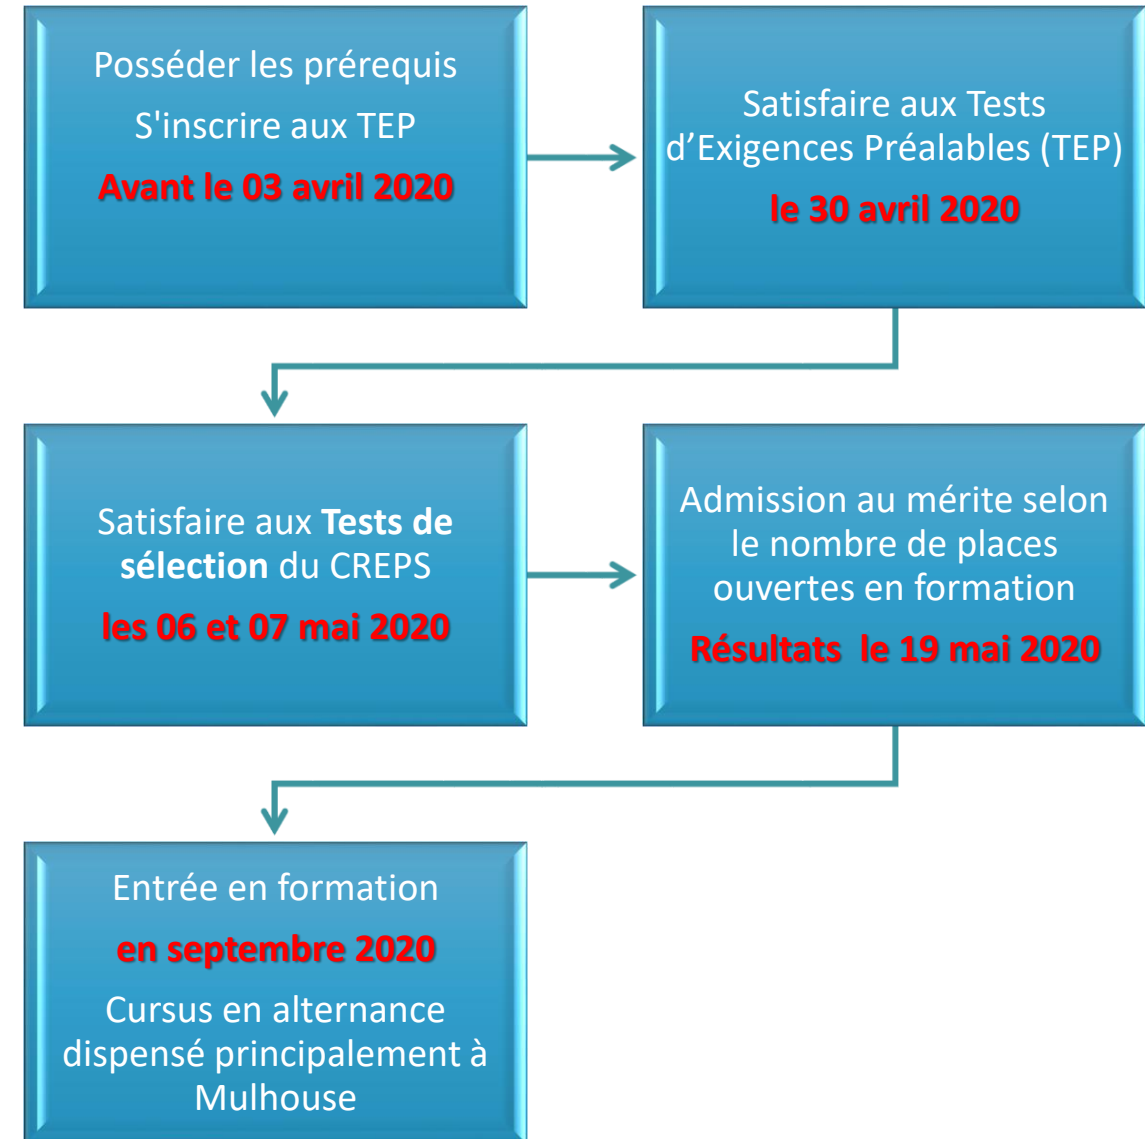 Posséder les prérequis
S'inscrire aux TEP
Avant le 03 avril 2020
Satisfaire aux Tests
d’Exigences Préalables (TEP)
le 30 avril 2020
Satisfaire aux Tests de
sélection du CREPS
les 06 et 07 mai 2020
Admission au mérite selon
le nombre de places
ouvertes en formation
Résultats  le 19 mai 2020
Entrée en formation
en septembre 2020
Cursus en alternance
dispensé principalement à
Mulhouse